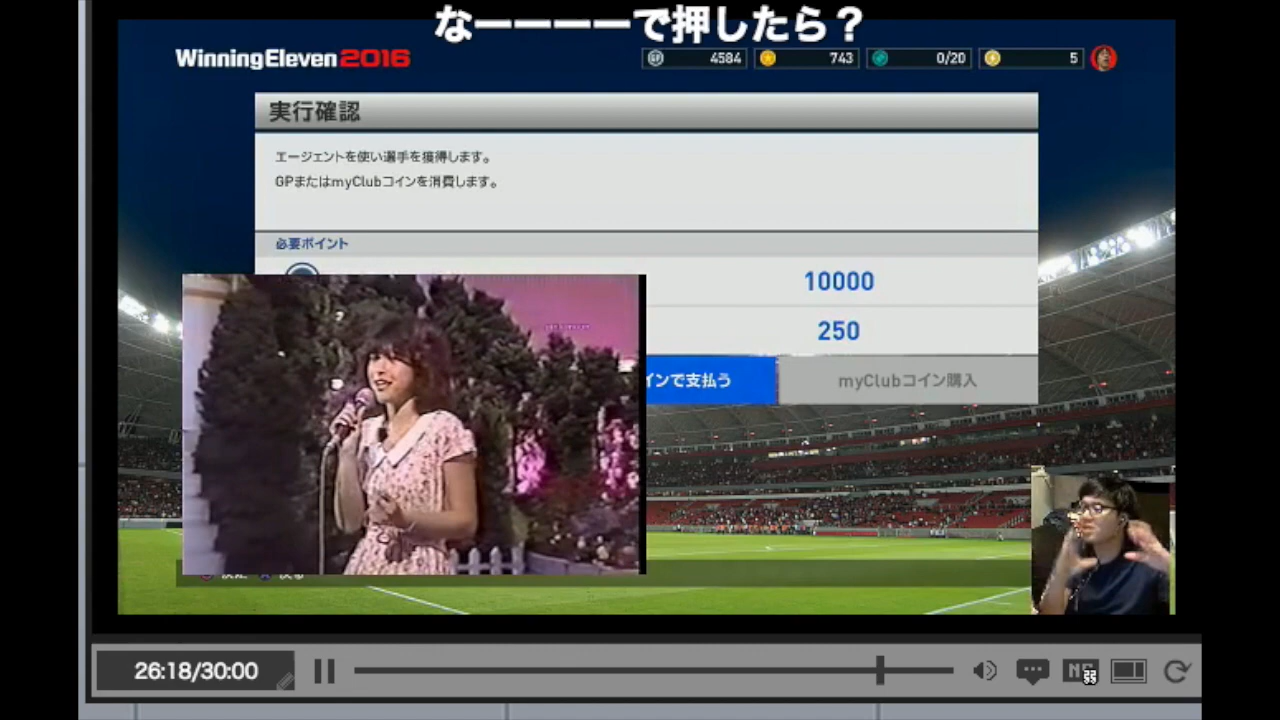 なーーーーで押したら？
WinningEleven 2016
GP 4584 743 0/20 5
実行確認
エージェントを使い選手を獲得します。
GPまたはmyClubコインを消費します。
必要ポイント
10000
250
インで支払う myClubコイン購入
26:18/30:00
NG